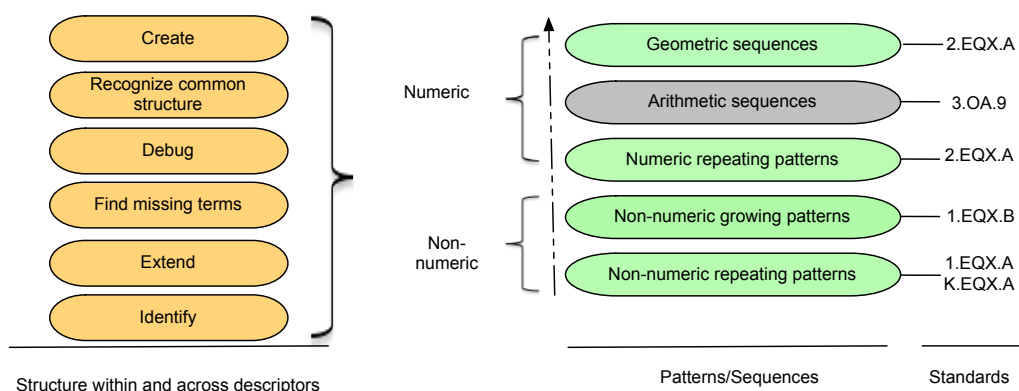 Create
Recognize common
structure
Debug
Find missing terms
Extend
Identify
Structure within and across descriptors
Numeric
Non-
numeric
Geometric sequences
2.EQX.A
Arithmetic sequences
3.OA.9
Numeric repeating patterns
2.EQX.A
Non-numeric growing patterns
1.EQX.B
Non-numeric repeating patterns
1.EQX.A
K.EQX.A
Patterns/Sequences
Standards